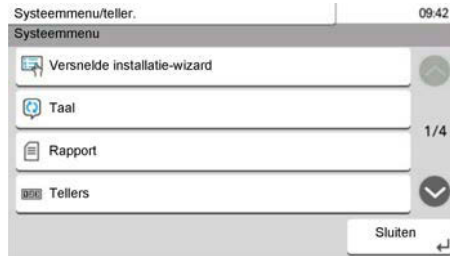 Systeemmenu/teller.
09:42
Systeemmenu
Versnelde installatie-wizard
Taal
1/4
Rapport
Tellers
Sluiten